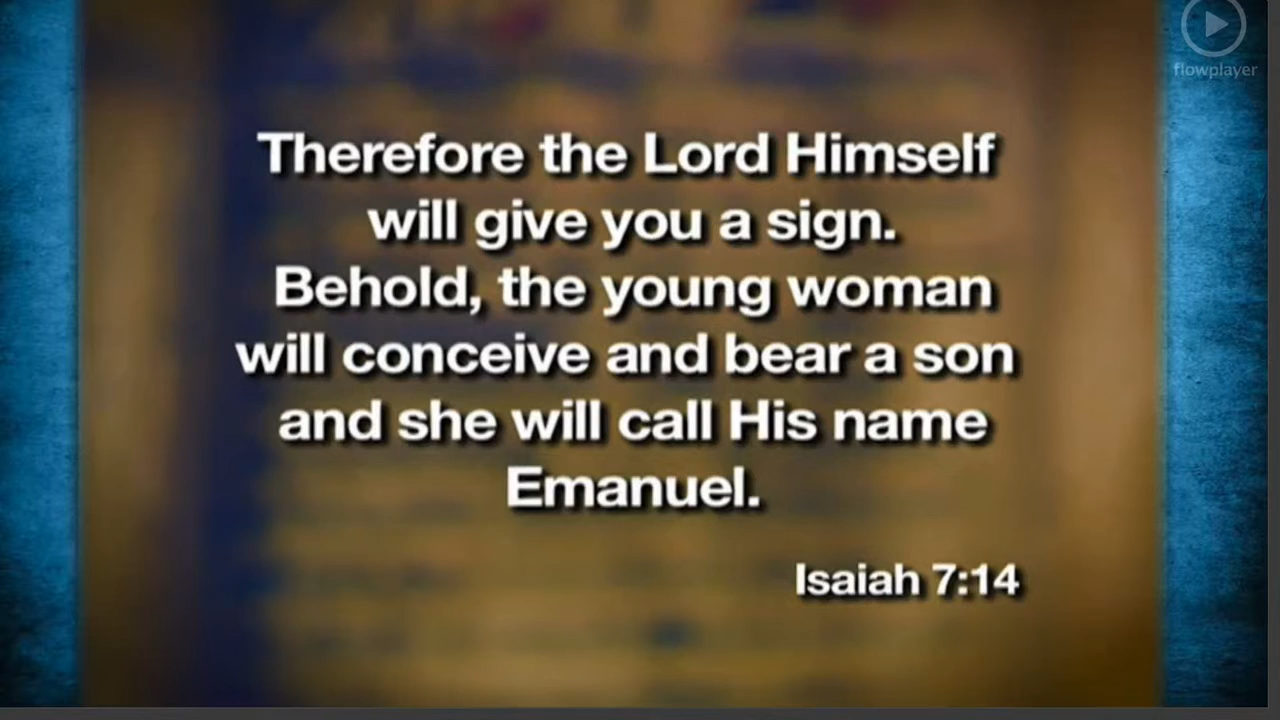 flowplayer
Therefore the Lord Himself
will give you a sign.
Behold, the young woman
will conceive and bear a son
and she will call His name
Emanuel.
Isaiah 7:14